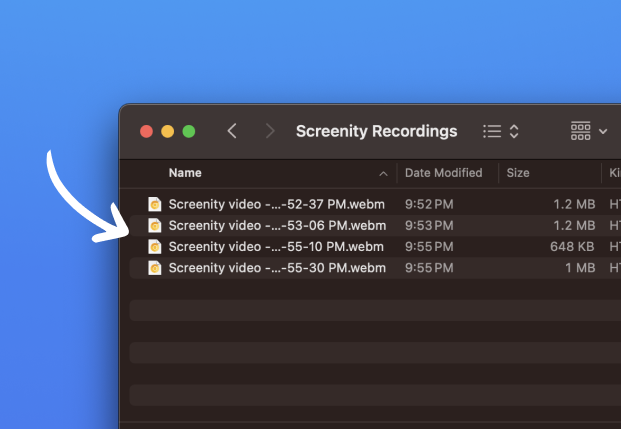 Screenity Recordings
Name Date Modified Size Ki
Screenity video -...-52-37 PM.webm 9:52 PM 1.2 MB HT
Screenity video -...-53-06 PM.webm 9:53 PM 1.2 MB HT
Screenity video -...-55-10 PM.webm 9:55 PM 648 KB HT
Screenity video -...-55-30 PM.webm 9:55 PM 1 MB HT